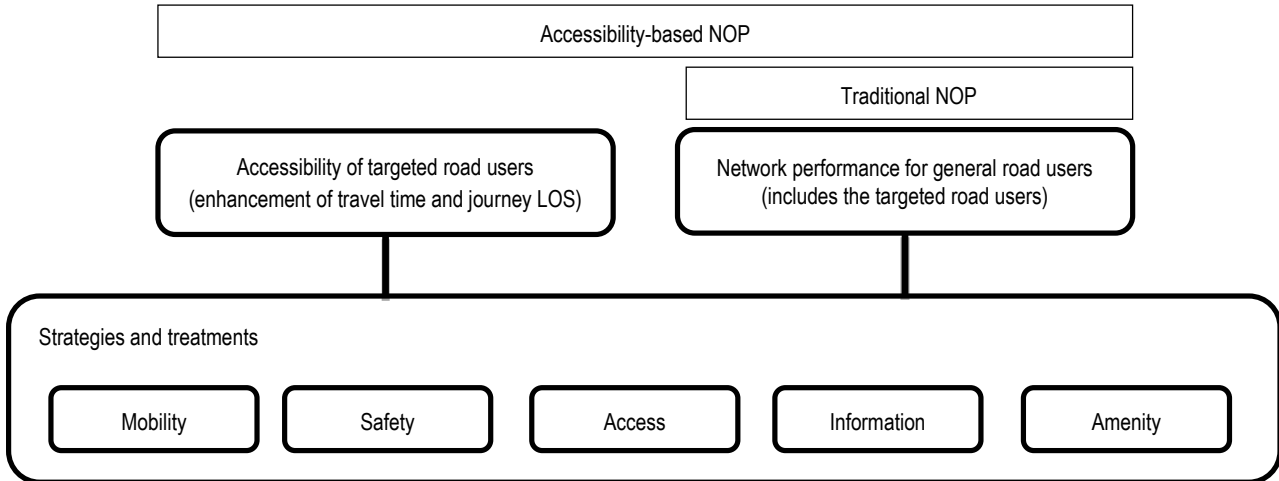 Accessibility-based NOP
Traditional NOP
Accessibility of targeted road users
(enhancement of travel time and journey LOS)
Network performance for general road users
(includes the targeted road users)
Strategies and treatments
Mobility
Safety
Access
Information
Amenity